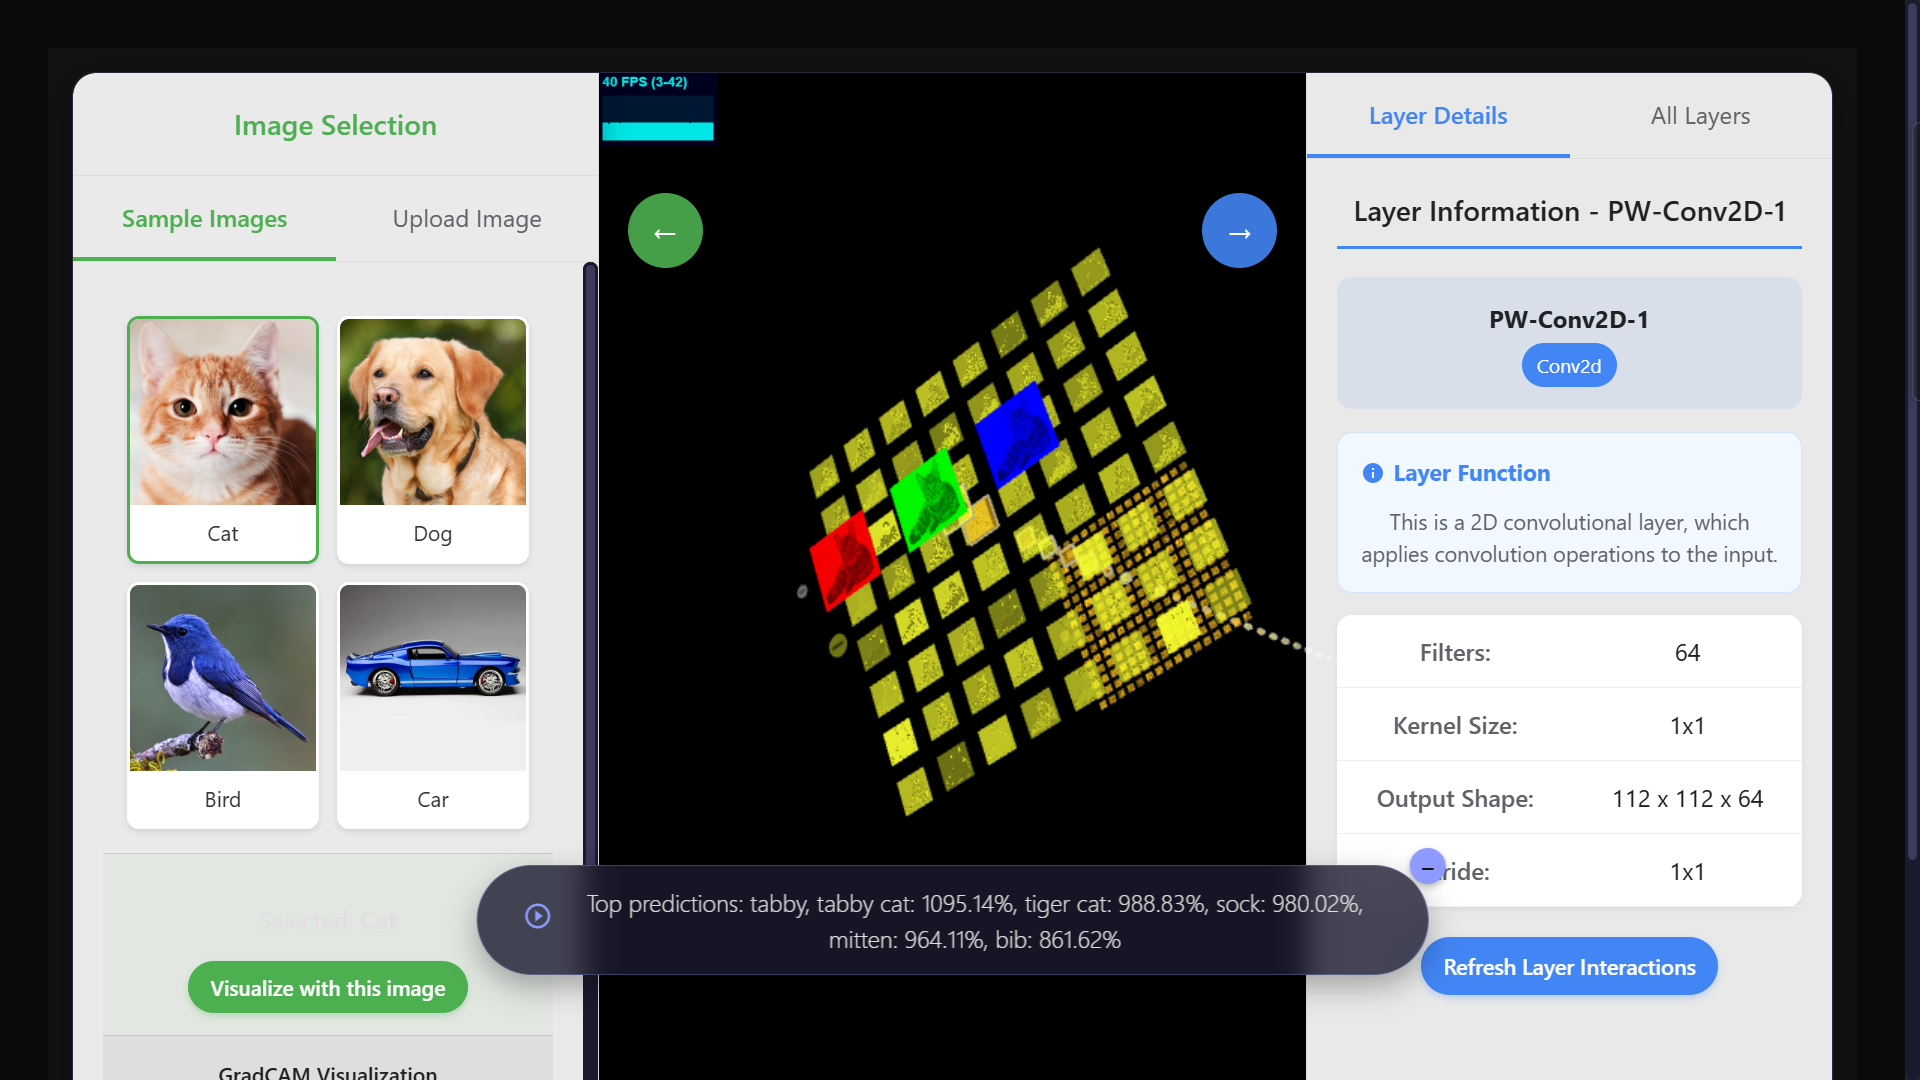 40 FPS (3-42)
Image Selection
Sample Images
Upload Image
Cat
Dog
Bird
Car
Selected: Cat
Visualize with this image
GradCAM Visualization
←
→
Top predictions: tabby, tabby cat: 1095.14%, tiger cat: 988.83%, sock: 980.02%,
mitten: 964.11%, bib: 861.62%
Layer Details
All Layers
Layer Information - PW-Conv2D-1
PW-Conv2D-1
Conv2d
Layer Function
This is a 2D convolutional layer, which
applies convolution operations to the input.
Filters: 64
Kernel Size: 1x1
Output Shape: 112 x 112 x 64
ride: 1x1
Refresh Layer Interactions